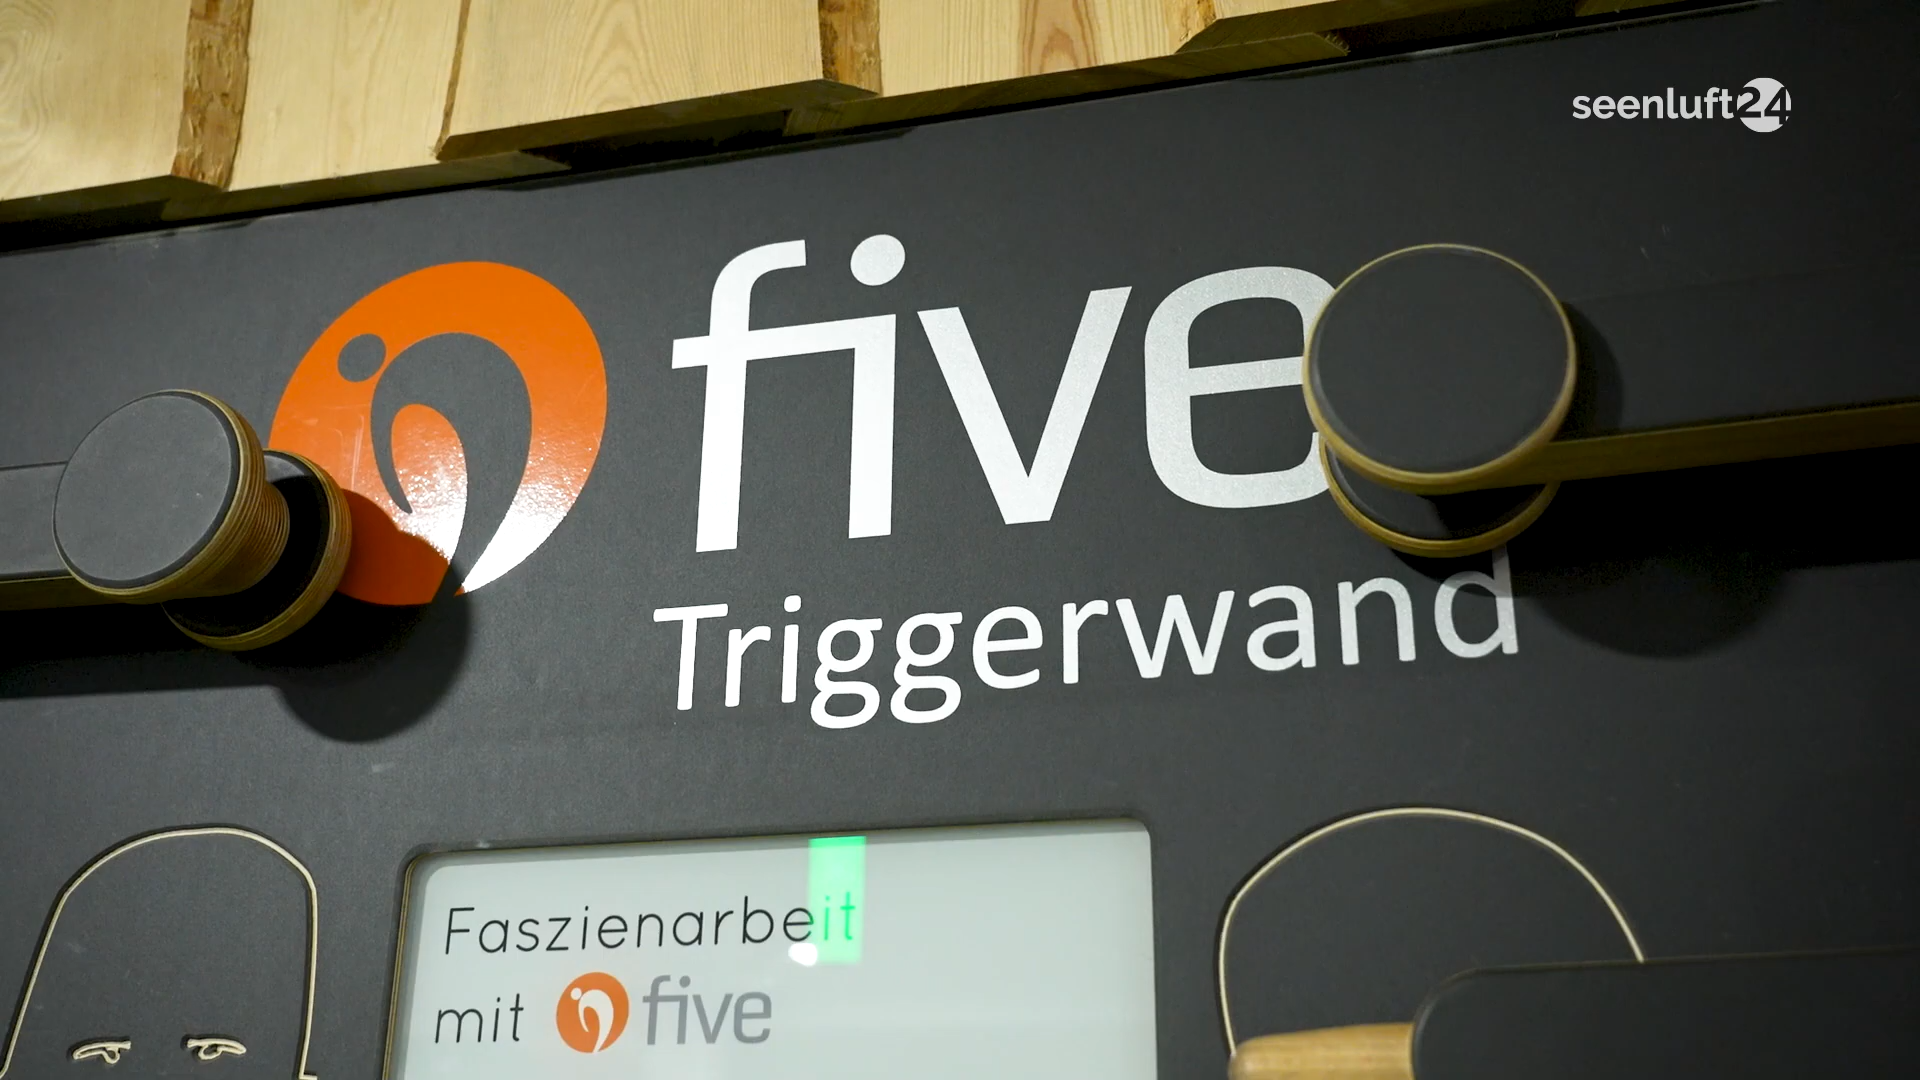 seenluft24
five
Triggerwand
Faszienarbeit
mit five